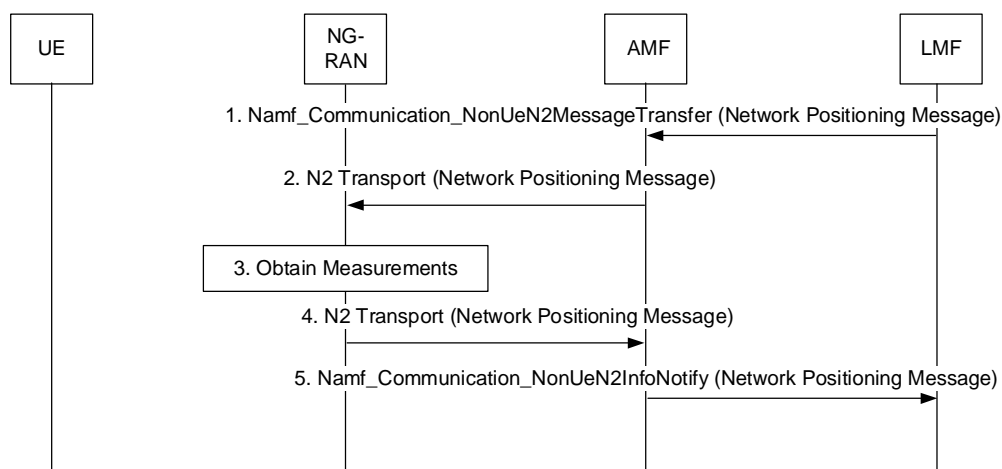 UE
NG-
RAN
AMF
LMF
1. Namf_Communication_NonUeN2MessageTransfer (Network Positioning Message)
2. N2 Transport (Network Positioning Message)
3. Obtain Measurements
4. N2 Transport (Network Positioning Message)
5. Namf_Communication_NonUeN2InfoNotify (Network Positioning Message)